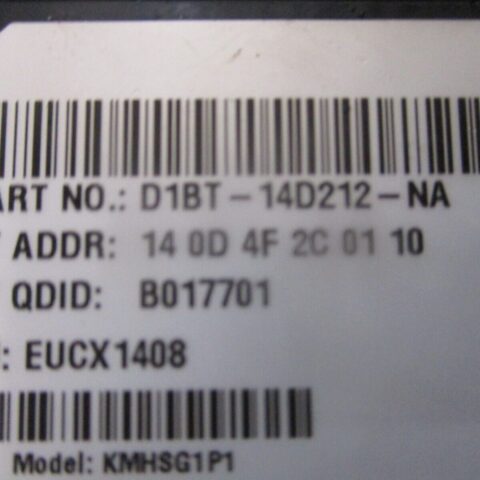 ART NO.: D1BT-14D212-NA
ADDR: 14 0D 4F 2C 01 10
QDID: B017701
: EUCX1408
Model: KMHSG1P1